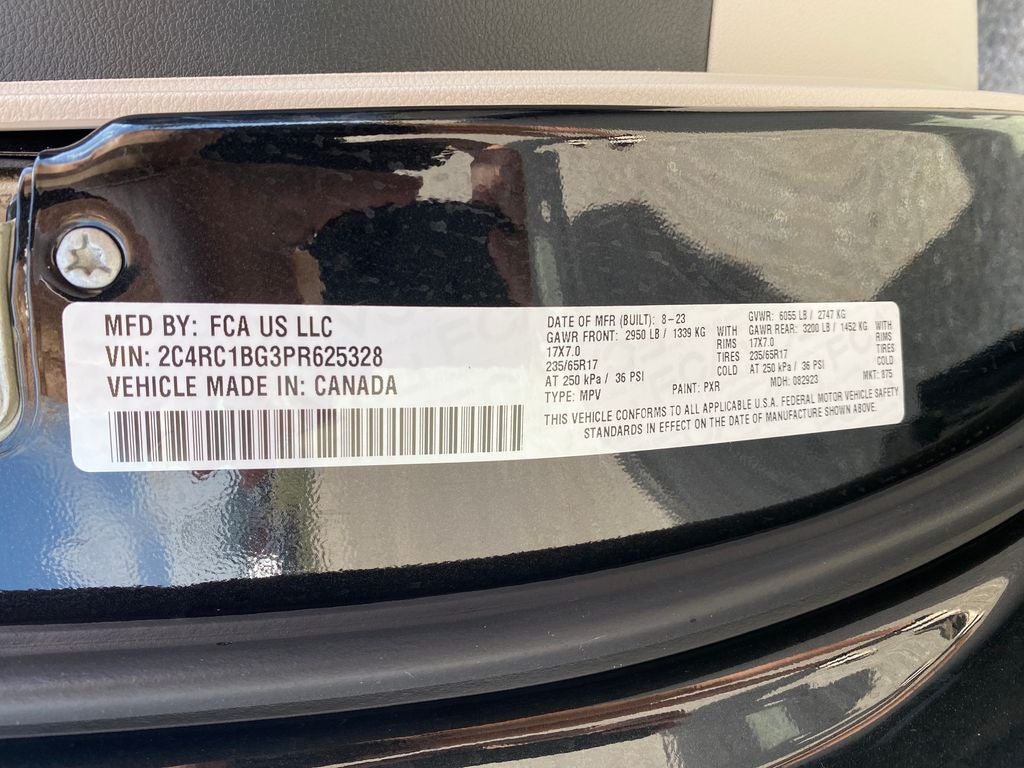 MFD BY: FCA US LLC
VIN: 2C4RC1BG3PR625328
VEHICLE MADE IN: CANADA
DATE OF MFR (BUILT): 8-23
GAWR FRONT: 2950 LB / 1339 KG WITH
17X7.0 RIMS
235/65R17 TIRES
AT 250 kPa / 36 PSI COLD
TYPE: MPV
PAINT: PXR
GVWR: 6055 LB / 2747 KG
GAWR REAR: 3200 LB / 1452 KG WITH
17X7.0 RIMS
235/65R17 TIRES
AT 250 kPa / 36 PSI COLD
MDH: 082923 MKT: 875
THIS VEHICLE CONFORMS TO ALL APPLICABLE U.S.A. FEDERAL MOTOR VEHICLE SAFETY
STANDARDS IN EFFECT ON THE DATE OF MANUFACTURE SHOWN ABOVE.